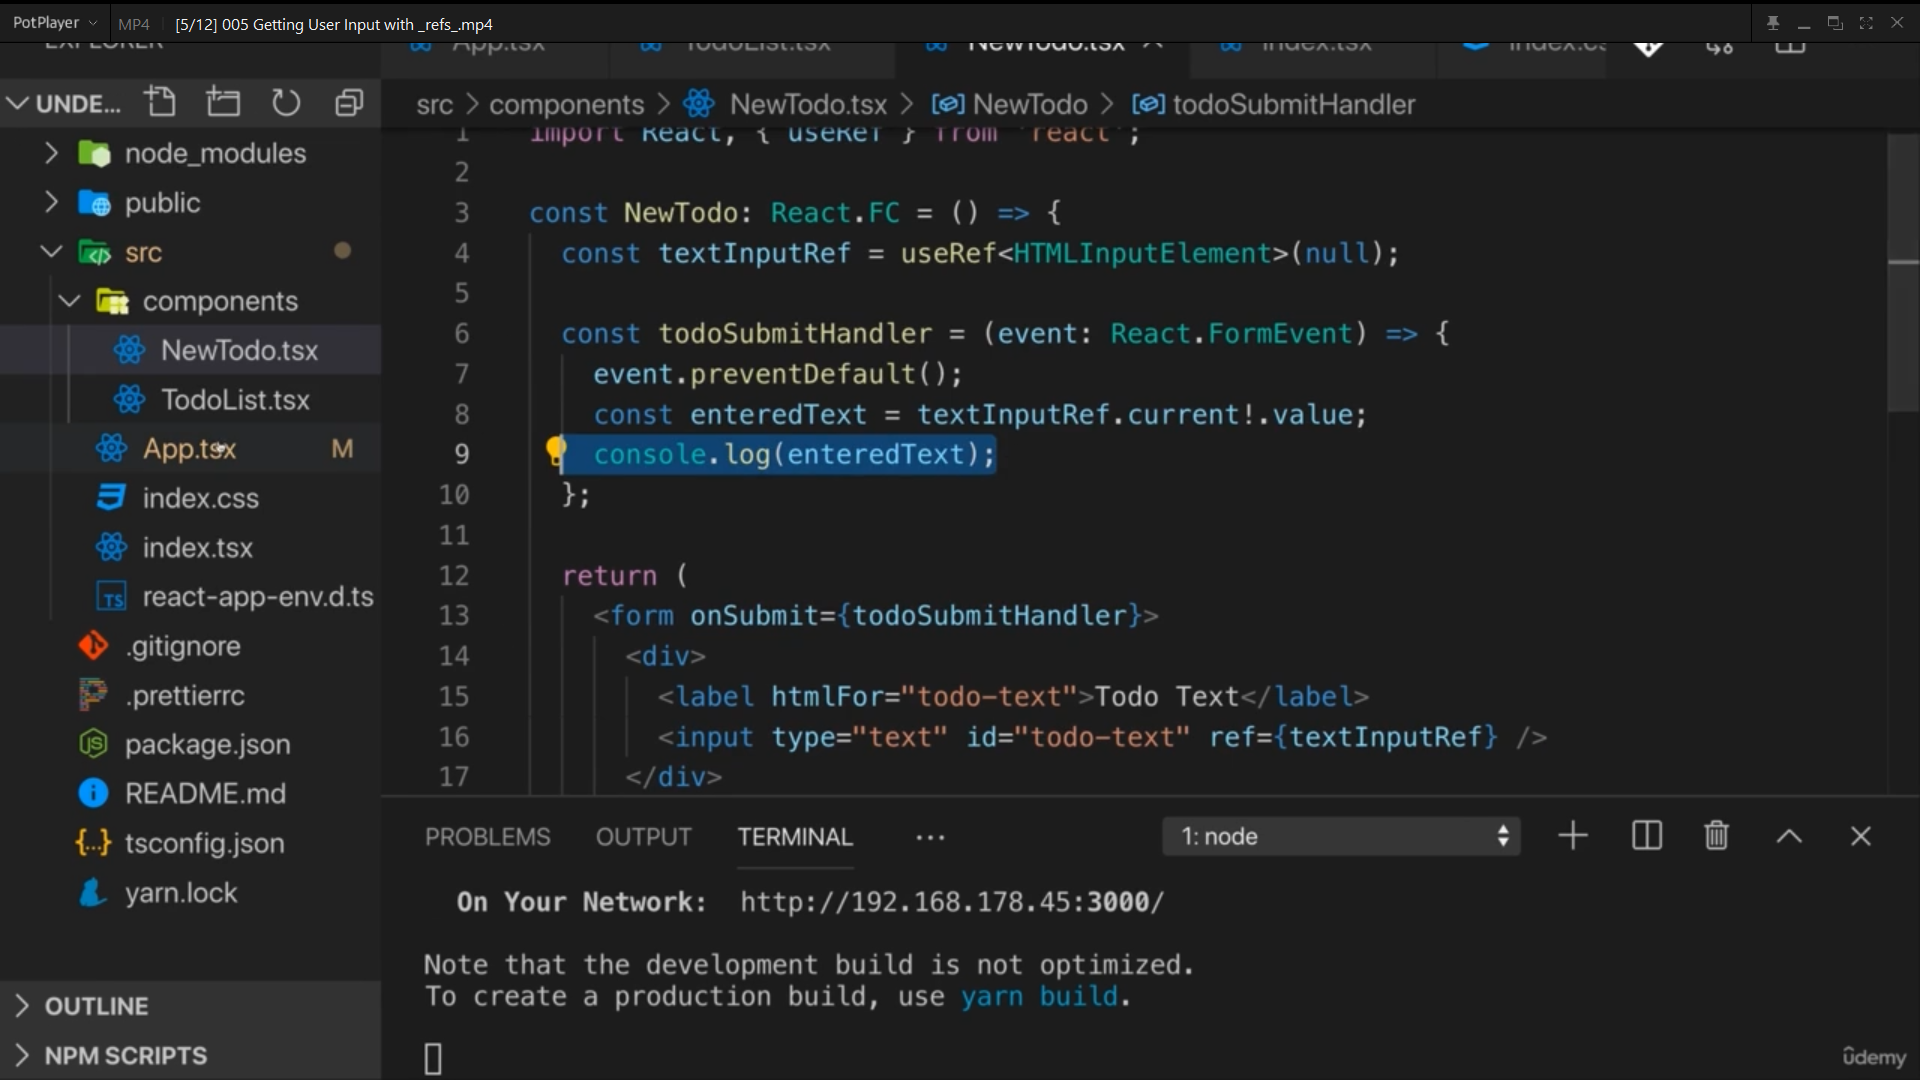 PotPlayer MP4 [5/12] 005 Getting User Input with _refs_.mp4
EXPLORER
App.tsx TodoList.tsx NewTodo.tsx index.tsx
UNDE...
src > components > NewTodo.tsx > NewTodo > todoSubmitHandler
node_modules
public
src
components
NewTodo.tsx
TodoList.tsx
App.tsx M
index.css
index.tsx
react-app-env.d.ts
.gitignore
.prettierrc
package.json
README.md
tsconfig.json
yarn.lock
OUTLINE
NPM SCRIPTS
1 import React, { useRef } from 'react';
2
3 const NewTodo: React.FC = () => {
4 const textInputRef = useRef<HTMLInputElement>(null);
5
6 const todoSubmitHandler = (event: React.FormEvent) => {
7 event.preventDefault();
8 const enteredText = textInputRef.current!.value;
9 console.log(enteredText);
10 };
11
12 return (
13 <form onSubmit={todoSubmitHandler}>
14 <div>
15 <label htmlFor="todo-text">Todo Text</label>
16 <input type="text" id="todo-text" ref={textInputRef} />
17 </div>
PROBLEMS OUTPUT TERMINAL ... 1: node
On Your Network: http://192.168.178.45:3000/
Note that the development build is not optimized.
To create a production build, use yarn build.
ûdemy